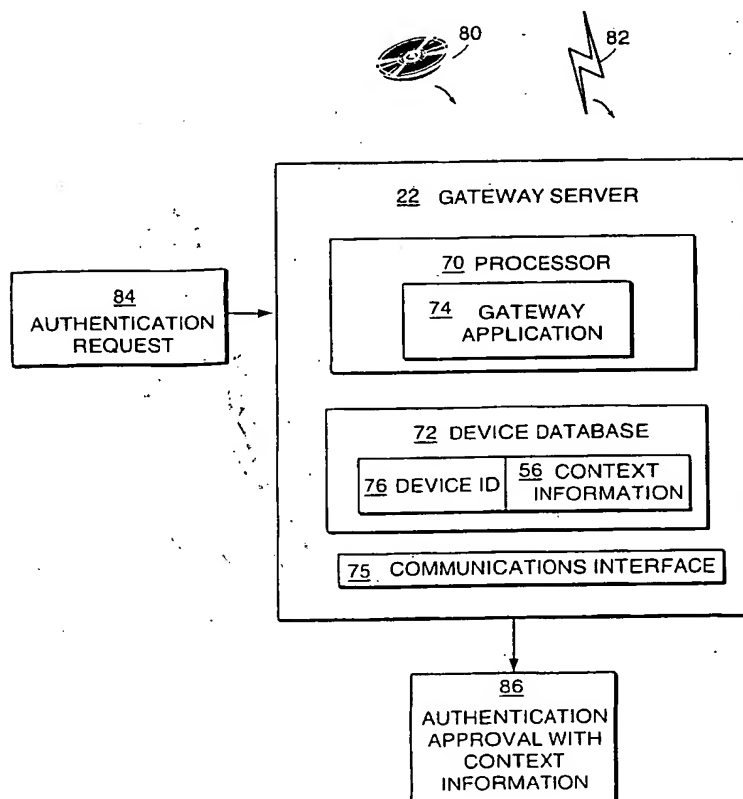 80
82
22 GATEWAY SERVER
70 PROCESSOR
74 GATEWAY
APPLICATION
84
AUTHENTICATION
REQUEST
72 DEVICE DATABASE
76 DEVICE ID
56 CONTEXT
INFORMATION
75 COMMUNICATIONS INTERFACE
86
AUTHENTICATION
APPROVAL WITH
CONTEXT
INFORMATION